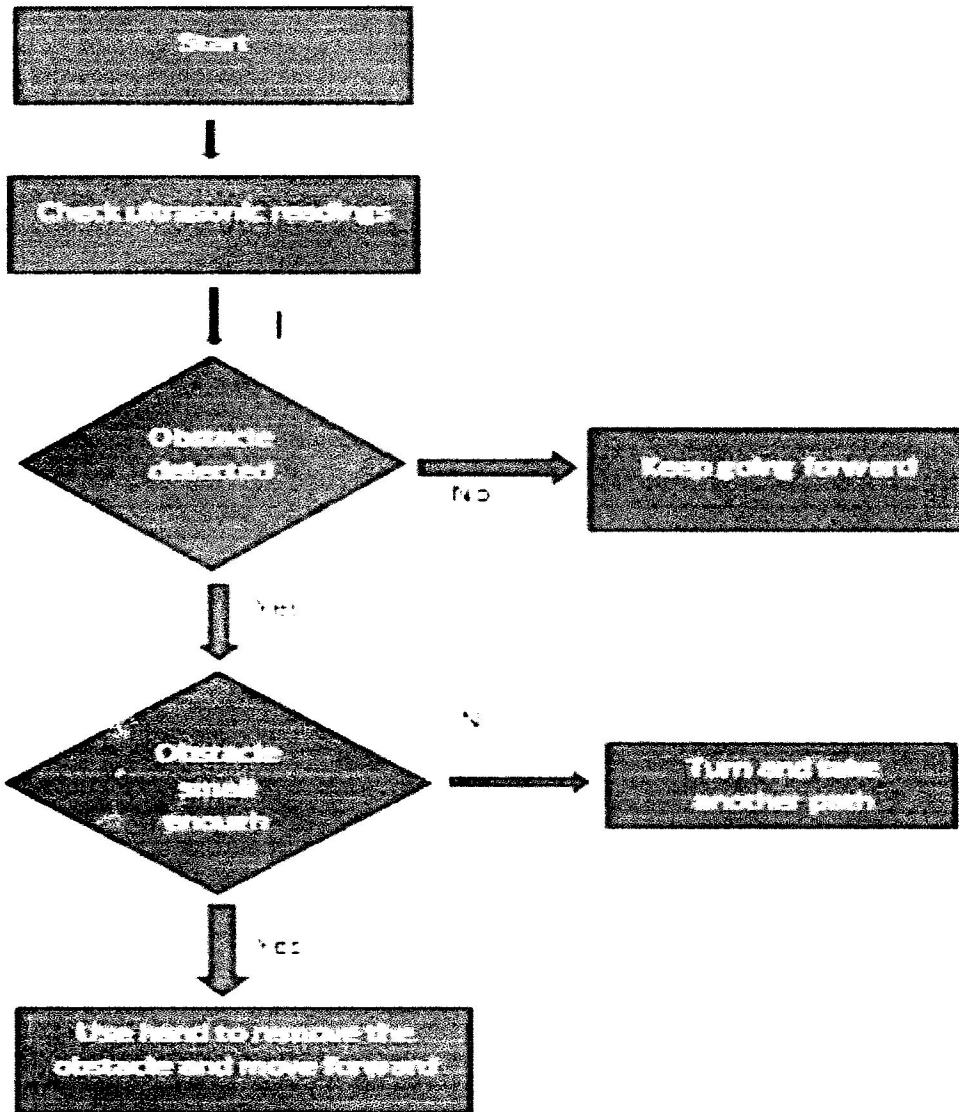 Start
Check ultrasonic readings
Obstacle
detected
No
Keep going forward
Yes
Obstacle
small
enough
N
Turn and take
another path
Yes
Use hand to remove the
obstacle and move forward